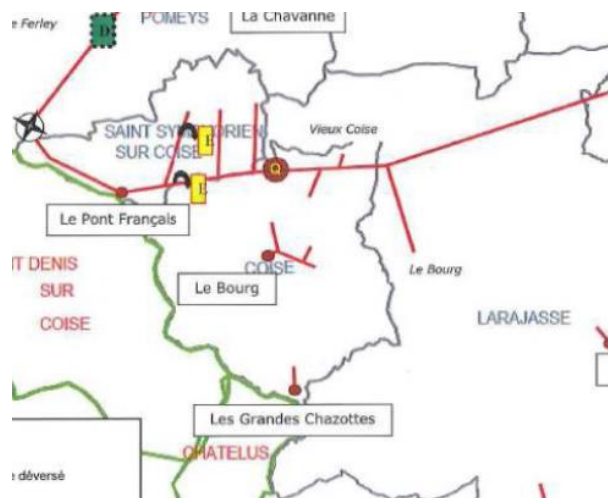 e Ferley
POMEYS
La Chavanne
D
SAINT SYMPHORIEN
SUR COISE
E
Vieux Coise
Q
E
Le Pont Français
NT DENIS
SUR
COISE
COISE
Le Bourg
Le Bourg
LARAJASSE
Les Grandes Chazottes
CHATELUS
e déversé